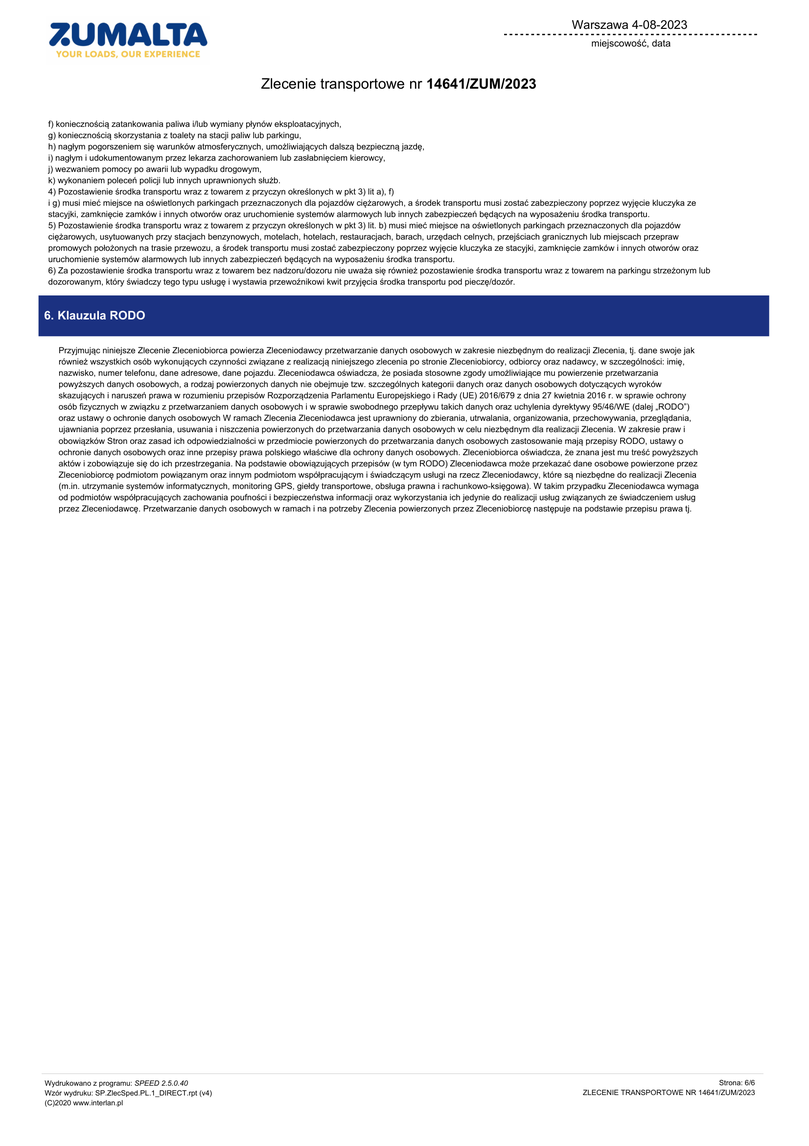 ZUMALTA
YOUR LOADS, OUR EXPERIENCE
Warszawa 4-08-2023
miejscowość, data
Zlecenie transportowe nr 14641/ZUM/2023
f) koniecznością zatankowania paliwa i/lub wymiany płynów eksploatacyjnych,
g) koniecznością skorzystania z toalety na stacji paliw lub parkingu,
h) nagłym pogorszeniem się warunków atmosferycznych, umożliwiających dalszą bezpieczną jazdę,
i) nagłym i udokumentowanym przez lekarza zachorowaniem lub zasłabnięciem kierowcy,
j) wezwaniem pomocy po awarii lub wypadku drogowym,
k) wykonaniem poleceń policji lub innych uprawnionych służb.
4) Pozostawienie środka transportu wraz z towarem z przyczyn określonych w pkt 3) lit a), f)
i g) musi mieć miejsce na oświetlonych parkingach przeznaczonych dla pojazdów ciężarowych, a środek transportu musi zostać zabezpieczony poprzez wyjęcie kluczyka ze
stacyjki, zamknięcie zamków i innych otworów oraz uruchomienie systemów alarmowych lub innych zabezpieczeń będących na wyposażeniu środka transportu.
5) Pozostawienie środka transportu wraz z towarem z przyczyn określonych w pkt 3) lit. b) musi mieć miejsce na oświetlonych parkingach przeznaczonych dla pojazdów
ciężarowych, usytuowanych przy stacjach benzynowych, motelach, hotelach, restauracjach, barach, urzędach celnych, przejściach granicznych lub miejscach przepraw
promowych położonych na trasie przewozu, a środek transportu musi zostać zabezpieczony poprzez wyjęcie kluczyka ze stacyjki, zamknięcie zamków i innych otworów oraz
uruchomienie systemów alarmowych lub innych zabezpieczeń będących na wyposażeniu środka transportu.
6) Za pozostawienie środka transportu wraz z towarem bez nadzoru/dozoru nie uważa się również pozostawienie środka transportu wraz z towarem na parkingu strzeżonym lub
dozorowanym, który świadczy tego typu usługę i wystawia przewoźnikowi kwit przyjęcia środka transportu pod pieczę/dozór.
6. Klauzula RODO
Przyjmując niniejsze Zlecenie Zleceniobiorca powierza Zleceniodawcy przetwarzanie danych osobowych w zakresie niezbędnym do realizacji Zlecenia, tj. dane swoje jak
również wszystkich osób wykonujących czynności związane z realizacją niniejszego zlecenia po stronie Zleceniobiorcy, odbiorcy oraz nadawcy, w szczególności: imię,
nazwisko, numer telefonu, dane adresowe, dane pojazdu. Zleceniodawca oświadcza, że posiada stosowne zgody umożliwiające mu powierzenie przetwarzania
powyższych danych osobowych, a rodzaj powierzonych danych nie obejmuje tzw. szczególnych kategorii danych oraz danych osobowych dotyczących wyroków
skazujących i naruszeń prawa w rozumieniu przepisów Rozporządzenia Parlamentu Europejskiego i Rady (UE) 2016/679 z dnia 27 kwietnia 2016 r. w sprawie ochrony
osób fizycznych w związku z przetwarzaniem danych osobowych i w sprawie swobodnego przepływu takich danych oraz uchylenia dyrektywy 95/46/WE (dalej „RODO")
oraz ustawy o ochronie danych osobowych W ramach Zlecenia Zleceniodawca jest uprawniony do zbierania, utrwalania, organizowania, przechowywania, przeglądania,
ujawniania poprzez przesłania, usuwania i niszczenia powierzonych do przetwarzania danych osobowych w celu niezbędnym dla realizacji Zlecenia. W zakresie praw i
obowiązków Stron oraz zasad ich odpowiedzialności w przedmiocie powierzonych do przetwarzania danych osobowych zastosowanie mają przepisy RODO, ustawy o
ochronie danych osobowych oraz inne przepisy prawa polskiego właściwe dla ochrony danych osobowych. Zleceniobiorca oświadcza, że znana jest mu treść powyższych
aktów i zobowiązuje się do ich przestrzegania. Na podstawie obowiązujących przepisów (w tym RODO) Zleceniodawca może przekazać dane osobowe powierzone przez
Zleceniobiorcę podmiotom powiązanym oraz innym podmiotom współpracującym i świadczącym usługi na rzecz Zleceniodawcy, które są niezbędne do realizacji Zlecenia
(m.in. utrzymanie systemów informatycznych, monitoring GPS, giełdy transportowe, obsługa prawna i rachunkowo-księgowa). W takim przypadku Zleceniodawca wymaga
od podmiotów współpracujących zachowania poufności i bezpieczeństwa informacji oraz wykorzystania ich jedynie do realizacji usług związanych ze świadczeniem usług
przez Zleceniodawcę. Przetwarzanie danych osobowych w ramach i na potrzeby Zlecenia powierzonych przez Zleceniobiorcę następuje na podstawie przepisu prawa tj.
Wydrukowano z programu: SPEED 2.5.0.40
Wzór wydruku: SP.ZlecSped.PL.1_DIRECT.rpt (v4)
(C)2020 www.interlan.pl
Strona: 6/6
ZLECENIE TRANSPORTOWE NR 14641/ZUM/2023